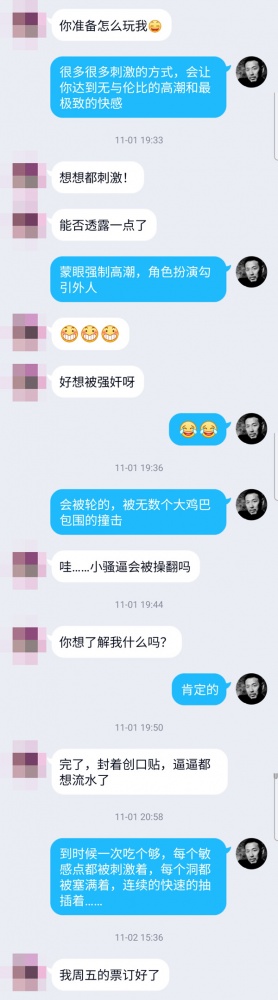 你准备怎么玩我
很多很多刺激的方式，会让
你达到无与伦比的高潮和最
极致的快感
11-01 19:33
想想都刺激！
能否透露一点了
蒙眼强制高潮，角色扮演勾
引外人
好想被强奸呀
11-01 19:36
会被轮的，被无数个大鸡巴
包围的撞击
哇......小骚逼会被操翻吗
11-01 19:44
你想了解我什么吗？
肯定的
11-01 19:50
完了，封着创口贴，逼逼都
想流水了
11-01 20:58
到时候一次吃个够，每个敏
感点都被刺激着，每个洞都
被塞满着，连续的快速的抽
插着......
11-02 15:36
我周五的票订好了